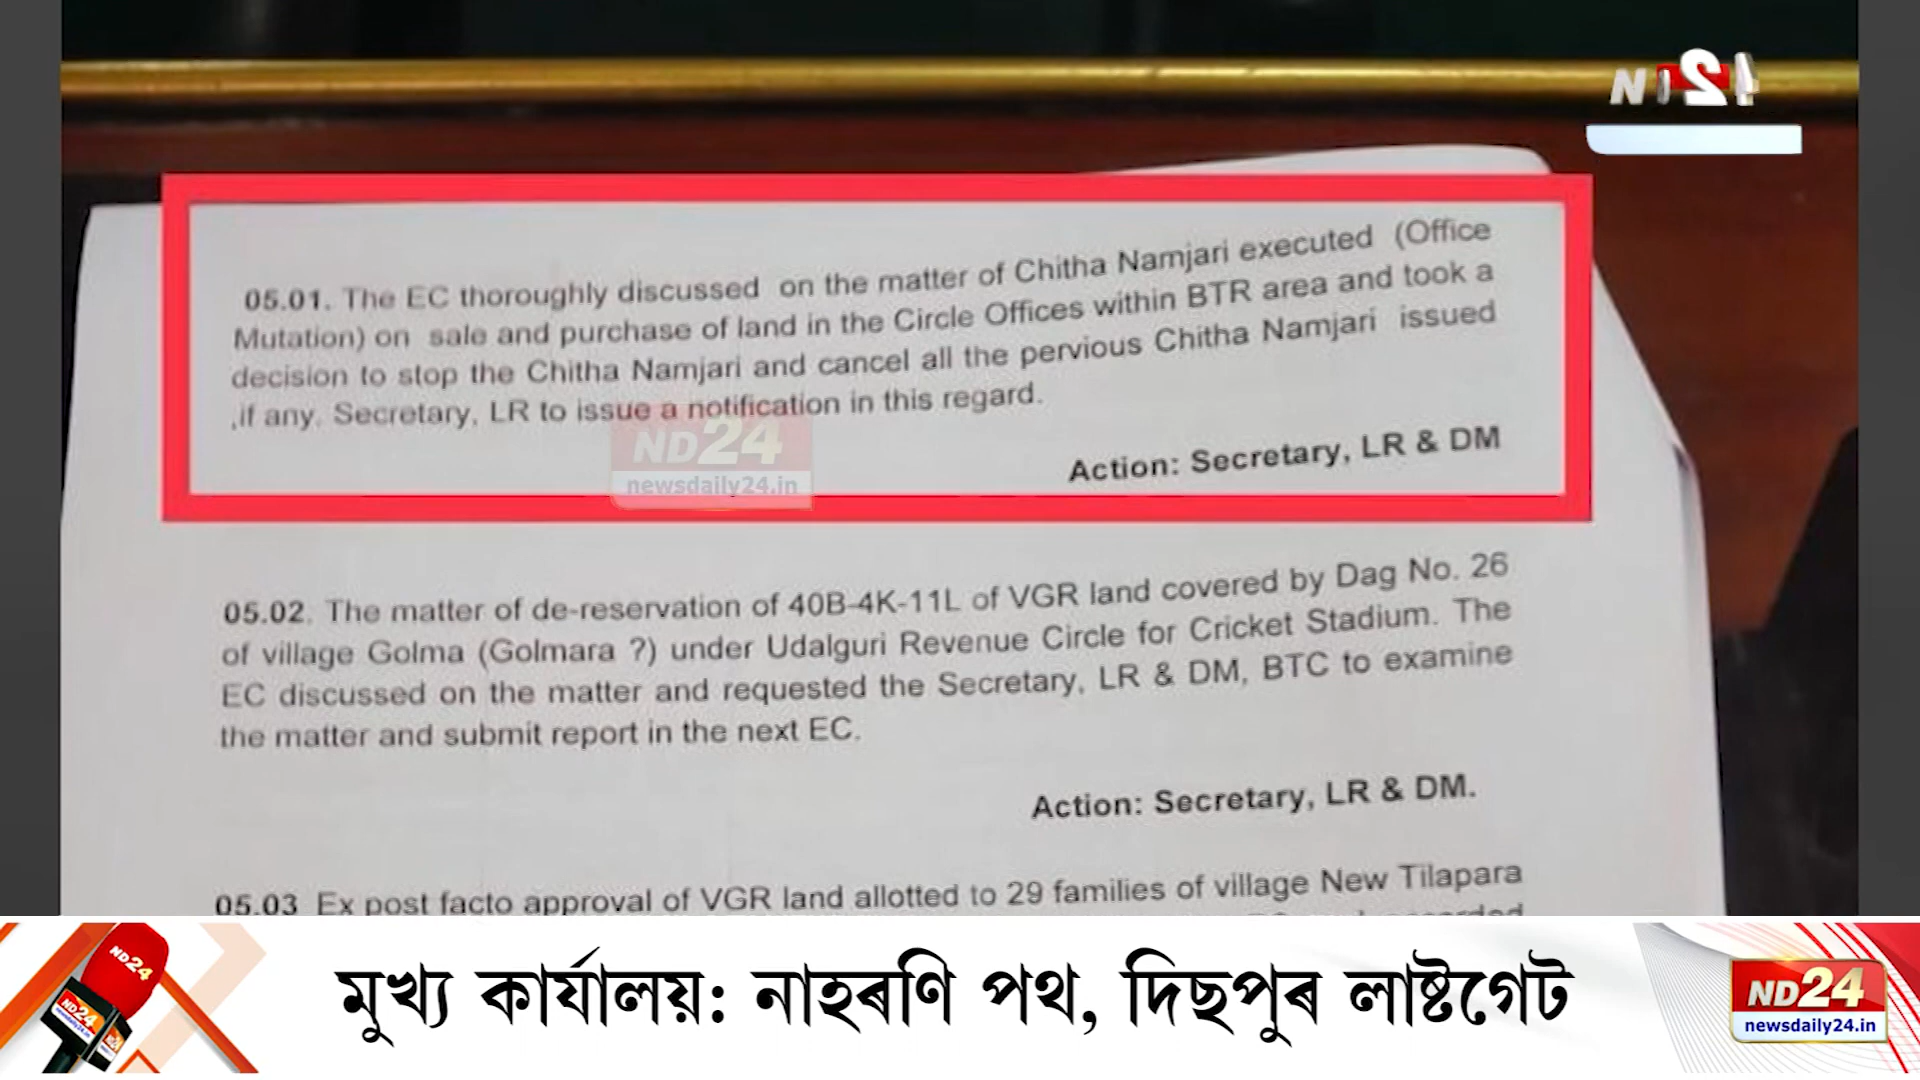 05.01. The EC thoroughly discussed on the matter of Chitha Namjari executed (Office
Mutation) on sale and purchase of land in the Circle Offices within BTR area and took a
decision to stop the Chitha Namjari and cancel all the pervious Chitha Namjari issued
,if any. Secretary, LR to issue a notification in this regard.
ND24
newsdaily24.in
Action: Secretary, LR & DM
05.02. The matter of de-reservation of 40B-4K-11L of VGR land covered by Dag No. 26
of village Golma (Golmara ?) under Udalguri Revenue Circle for Cricket Stadium. The
EC discussed on the matter and requested the Secretary, LR & DM, BTC to examine
the matter and submit report in the next EC.
Action: Secretary, LR & DM.
05.03 Ex post facto approval of VGR land allotted to 29 families of village New Tilapara
ND24
ND24
newsdaily24.in
মুখ্য কাৰ্যালয়: নাহৰণি পথ, দিছপুৰ লাষ্টগেট
ND24
newsdaily24.in